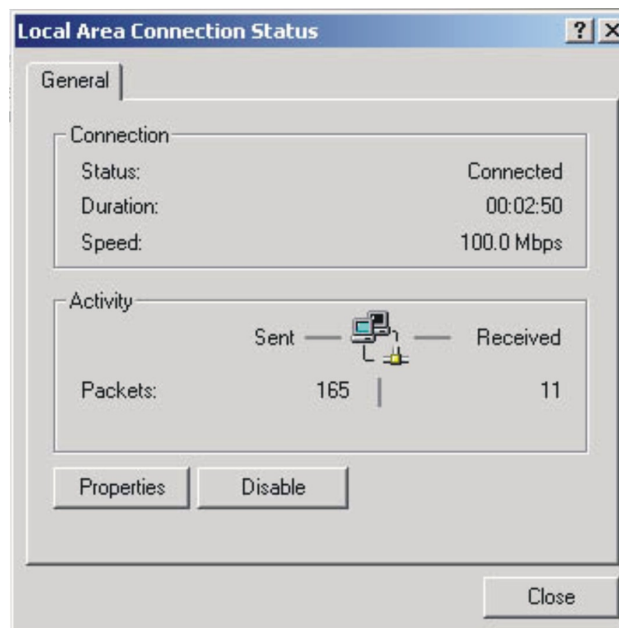 Local Area Connection Status
General
Connection
Status: Connected
Duration: 00:02:50
Speed: 100.0 Mbps
Activity
Sent Received
Packets: 165 11
Properties Disable
Close